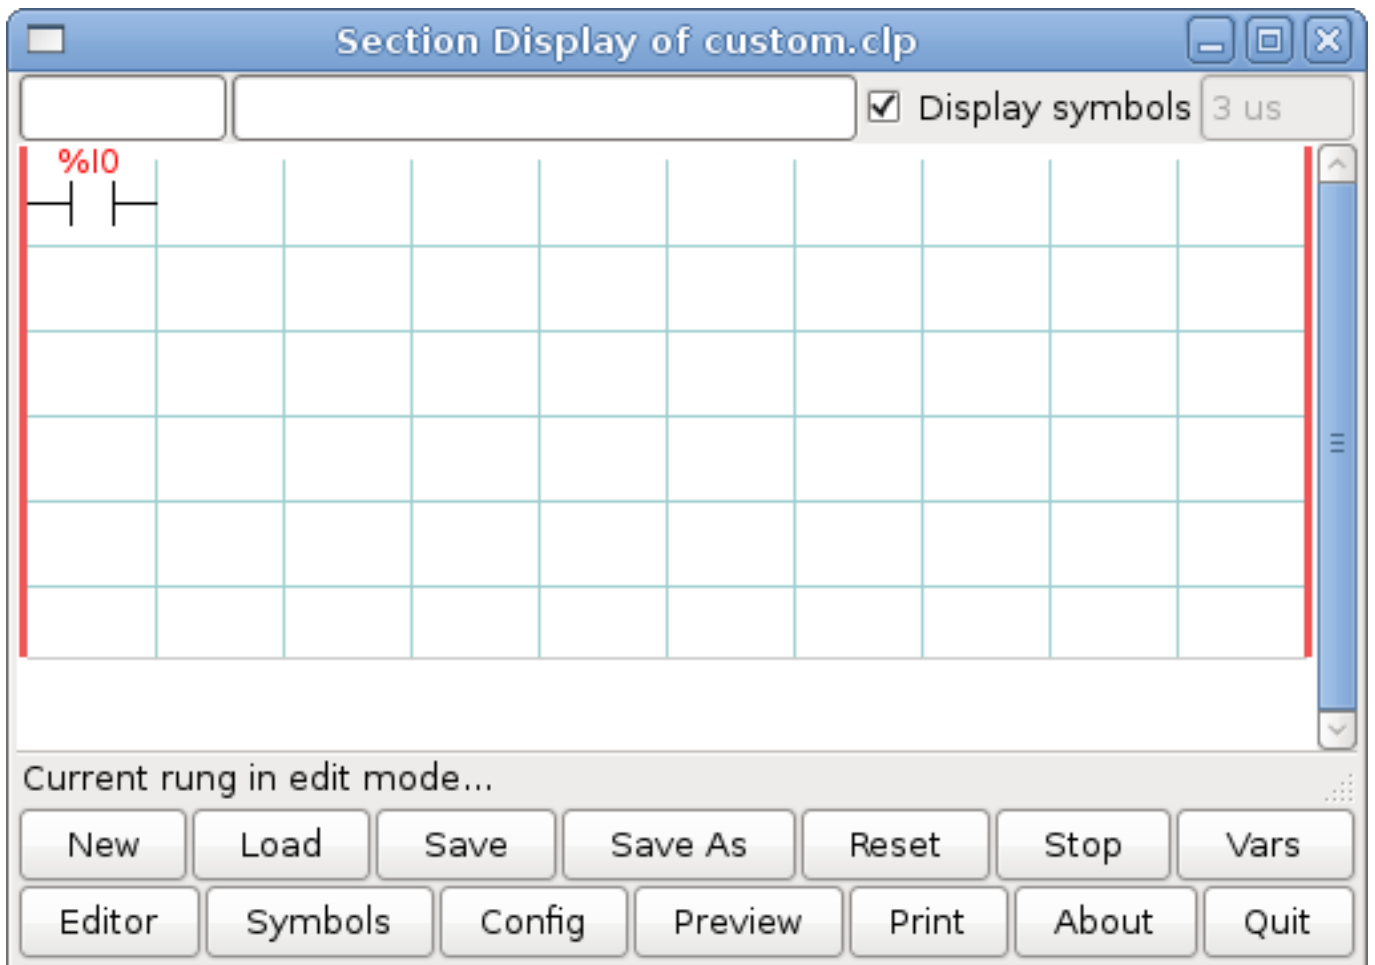 Section Display of custom.clp
Display symbols 3 us
%I0
Current rung in edit mode...
New Load Save Save As Reset Stop Vars
Editor Symbols Config Preview Print About Quit